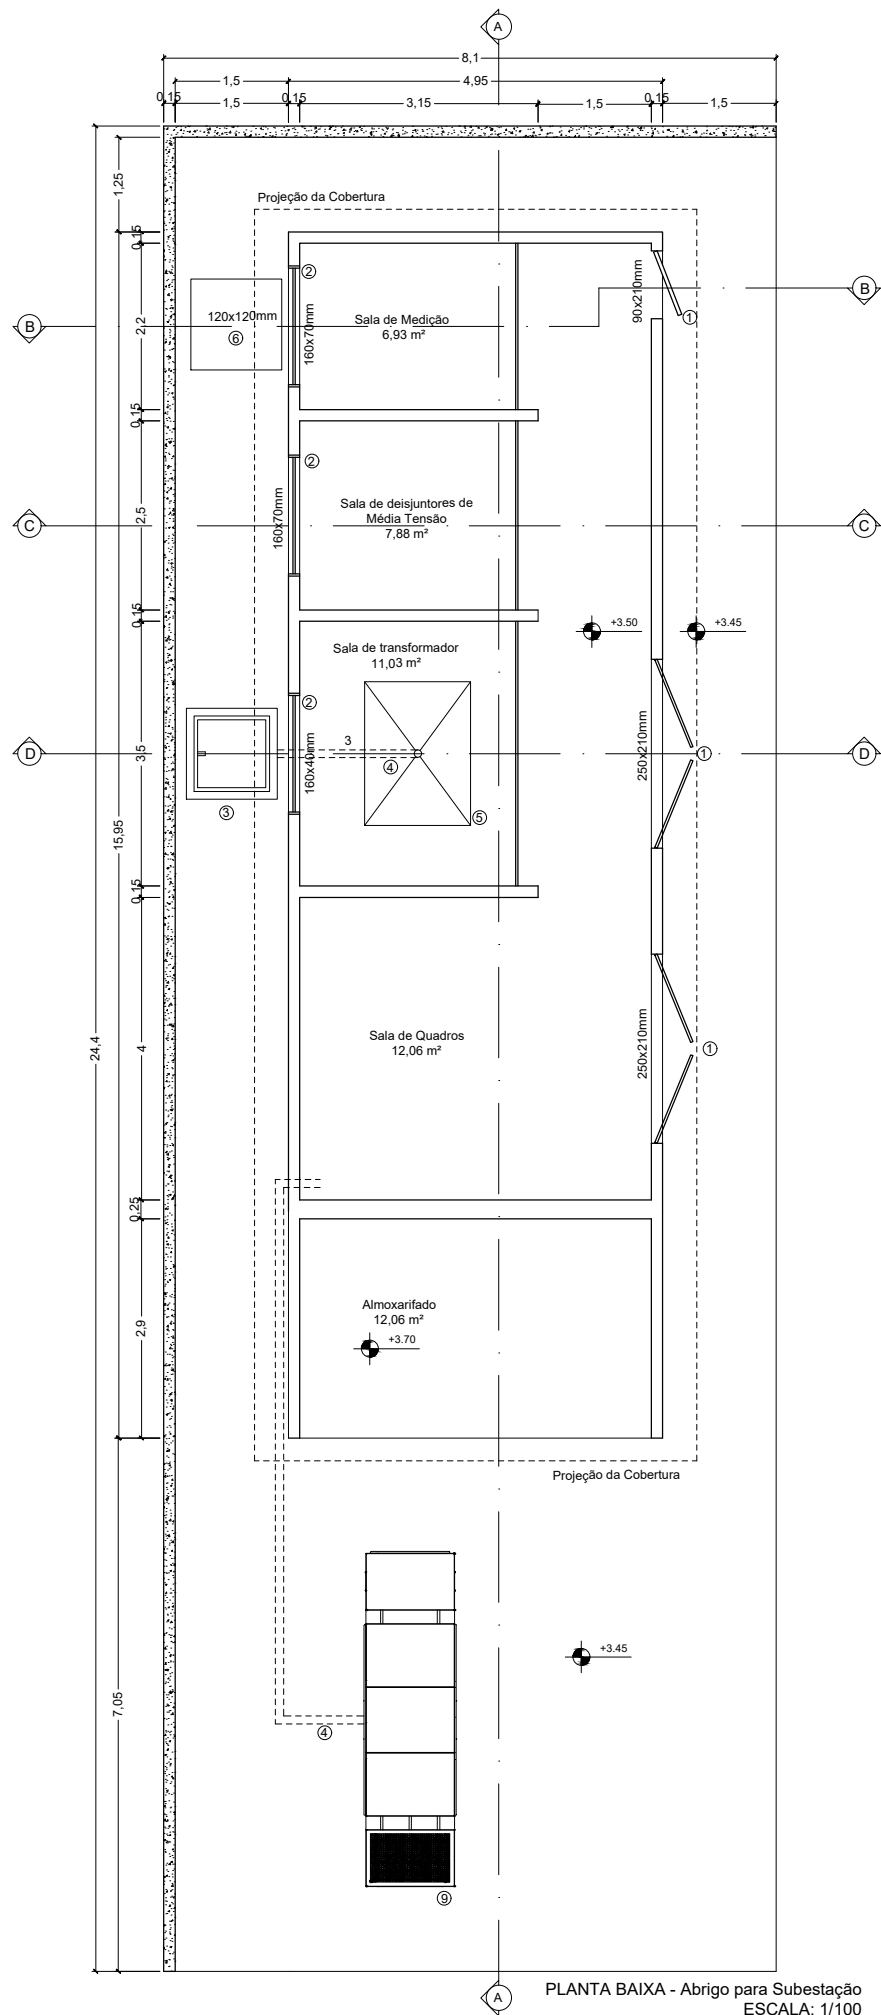 A
8,1
1,5
4,95
0,15
1,5
0,15
3,15
1,5
0,15
1,5
1,25
Projeção da Cobertura
0,15
2
90x210mm
B
B
120x120mm
6
160x70mm
Sala de Medição
6,93 m²
1
2,2
0,15
2
160x70mm
Sala de deisjuntores de
Média Tensão
7,88 m²
C
C
2,5
0,15
+3.50
+3.45
Sala de transformador
11,03 m²
2
D
D
3
160x40mm
4
5
3
250x210mm
1
3,5
15,95
0,15
24,4
4
Sala de Quadros
12,06 m²
250x210mm
1
0,25
Almoxarifado
12,06 m²
+3.70
2,9
Projeção da Cobertura
+3.45
7,05
4
9
A
PLANTA BAIXA - Abrigo para Subestação
ESCALA: 1/100